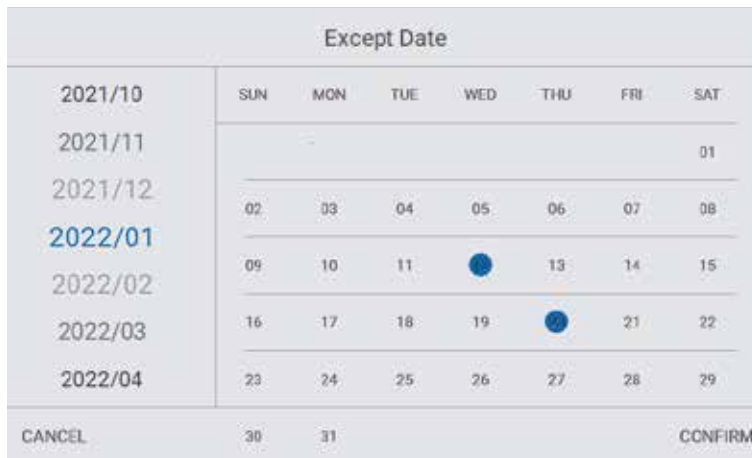 Except Date
2021/10
2021/11
2021/12
2022/01
2022/02
2022/03
2022/04
SUN MON TUE WED THU FRI SAT
01
02 03 04 05 06 07 08
09 10 11 13 14 15
16 17 18 19 21 22
23 24 25 26 27 28 29
30 31
CANCEL
CONFIRM